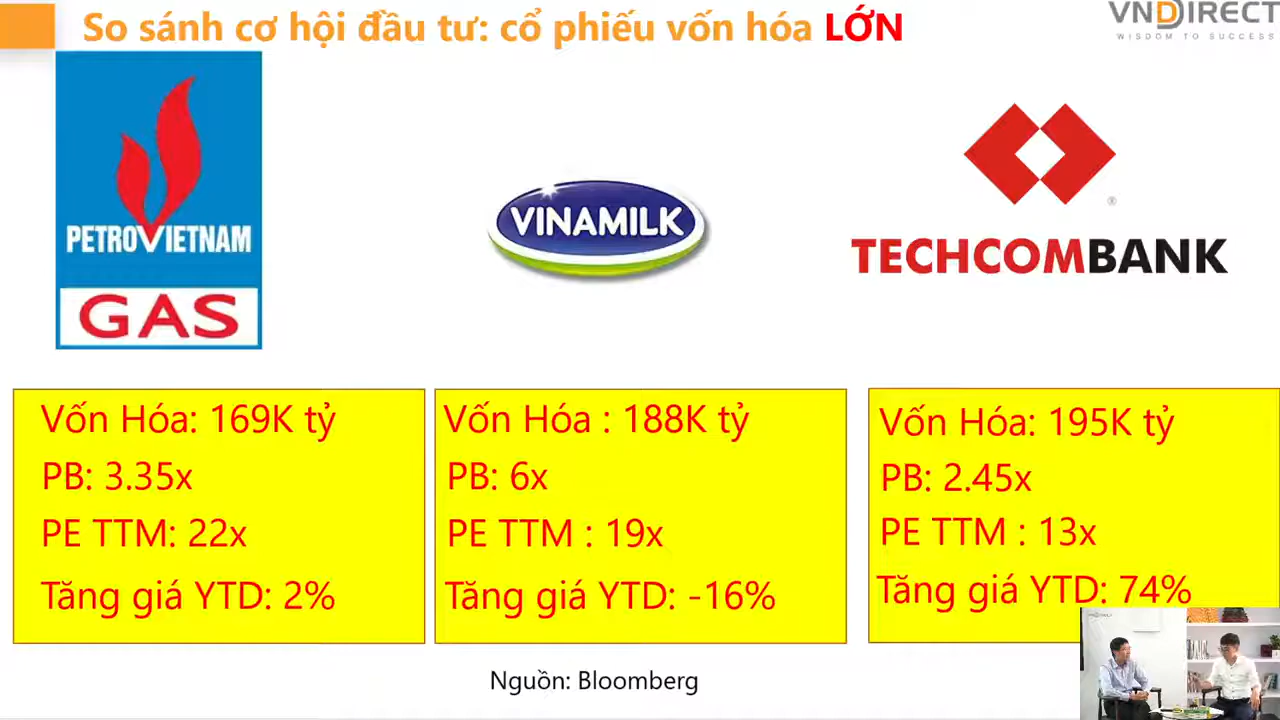 So sánh cơ hội đầu tư: cổ phiếu vốn hóa LỚN
VNDIRECT
WISDOM TO SUCCESS
PETROVIETNAM
GAS
VINAMILK
®
TECHCOMBANK
Vốn Hóa: 169K tỷ
PB: 3.35x
PE TTM: 22x
Tăng giá YTD: 2%
Vốn Hóa : 188K tỷ
PB: 6x
PE TTM : 19x
Tăng giá YTD: -16%
Vốn Hóa: 195K tỷ
PB: 2.45x
PE TTM : 13x
Tăng giá YTD: 74%
VNDIRECT
Nguồn: Bloomberg